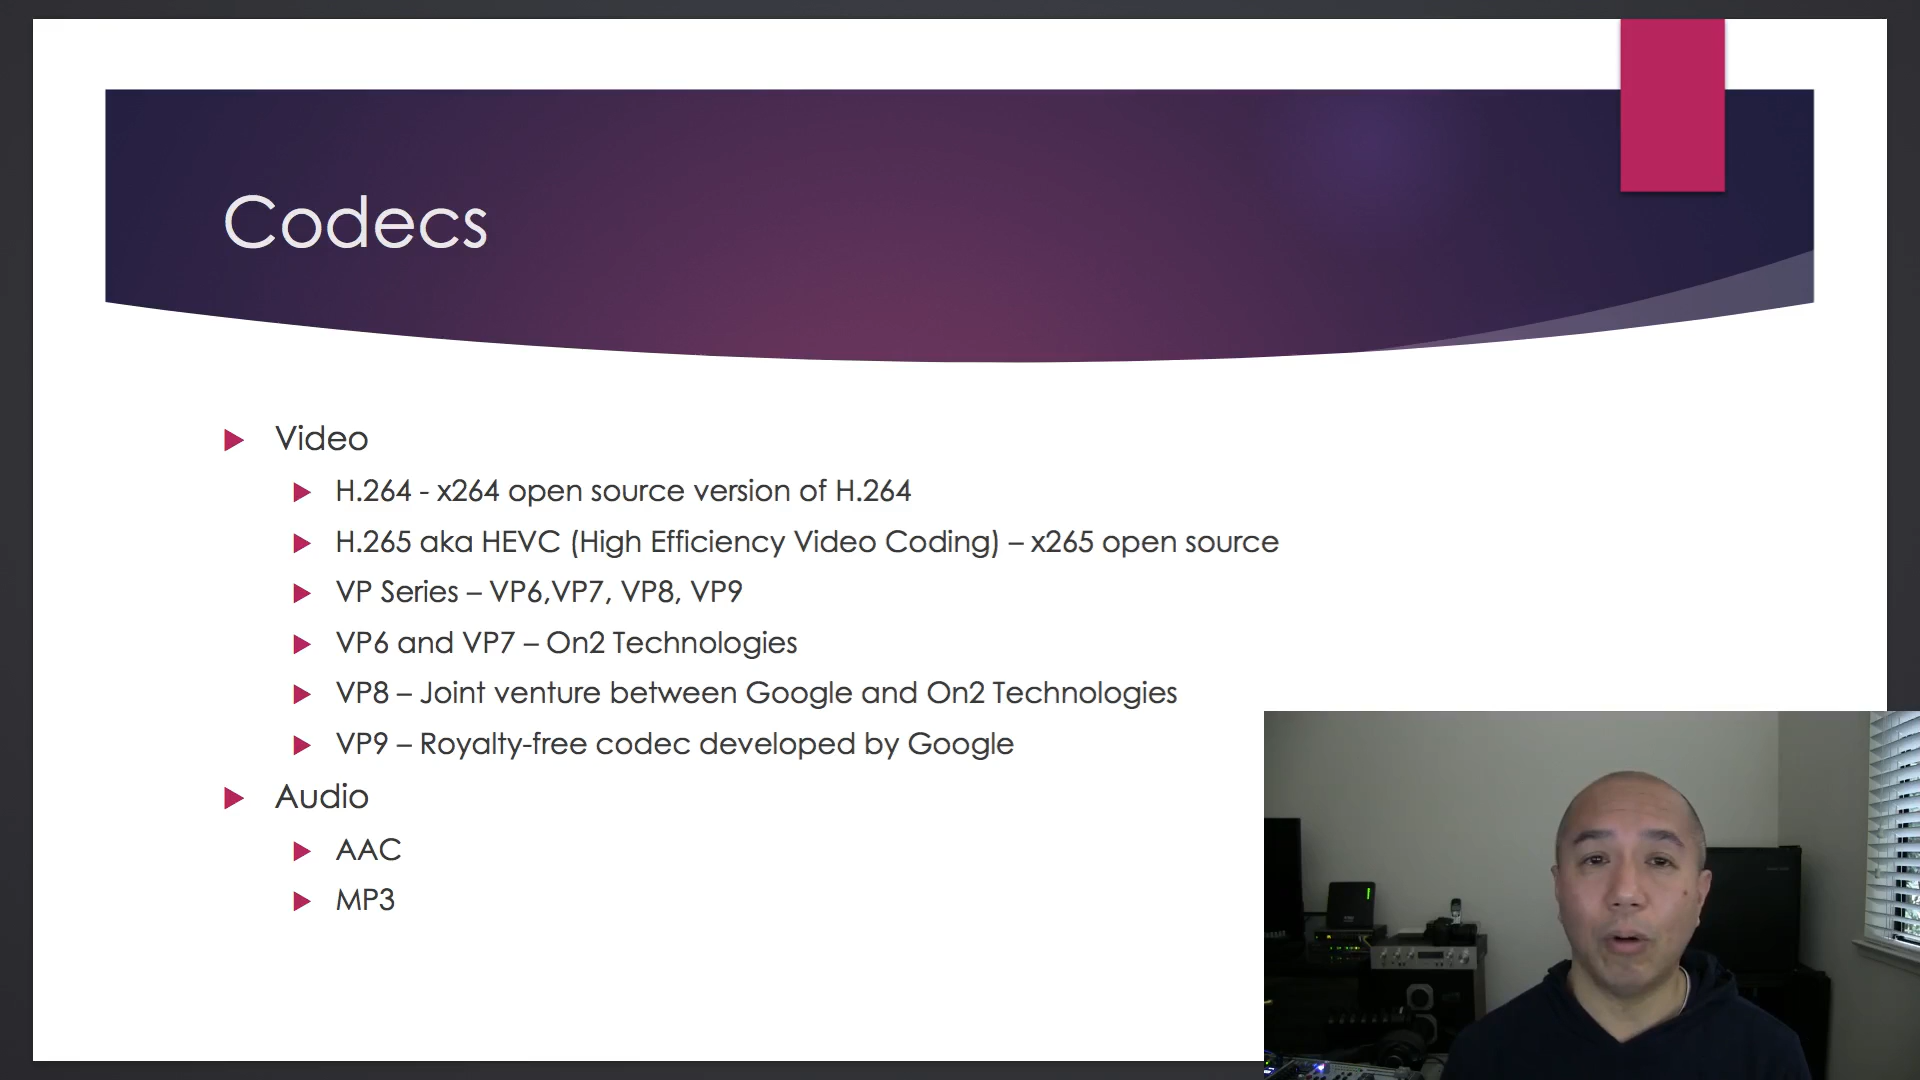 Codecs
Video
H.264 - x264 open source version of H.264
H.265 aka HEVC (High Efficiency Video Coding) – x265 open source
VP Series – VP6,VP7, VP8, VP9
VP6 and VP7 – On2 Technologies
VP8 – Joint venture between Google and On2 Technologies
VP9 – Royalty-free codec developed by Google
Audio
AAC
MP3